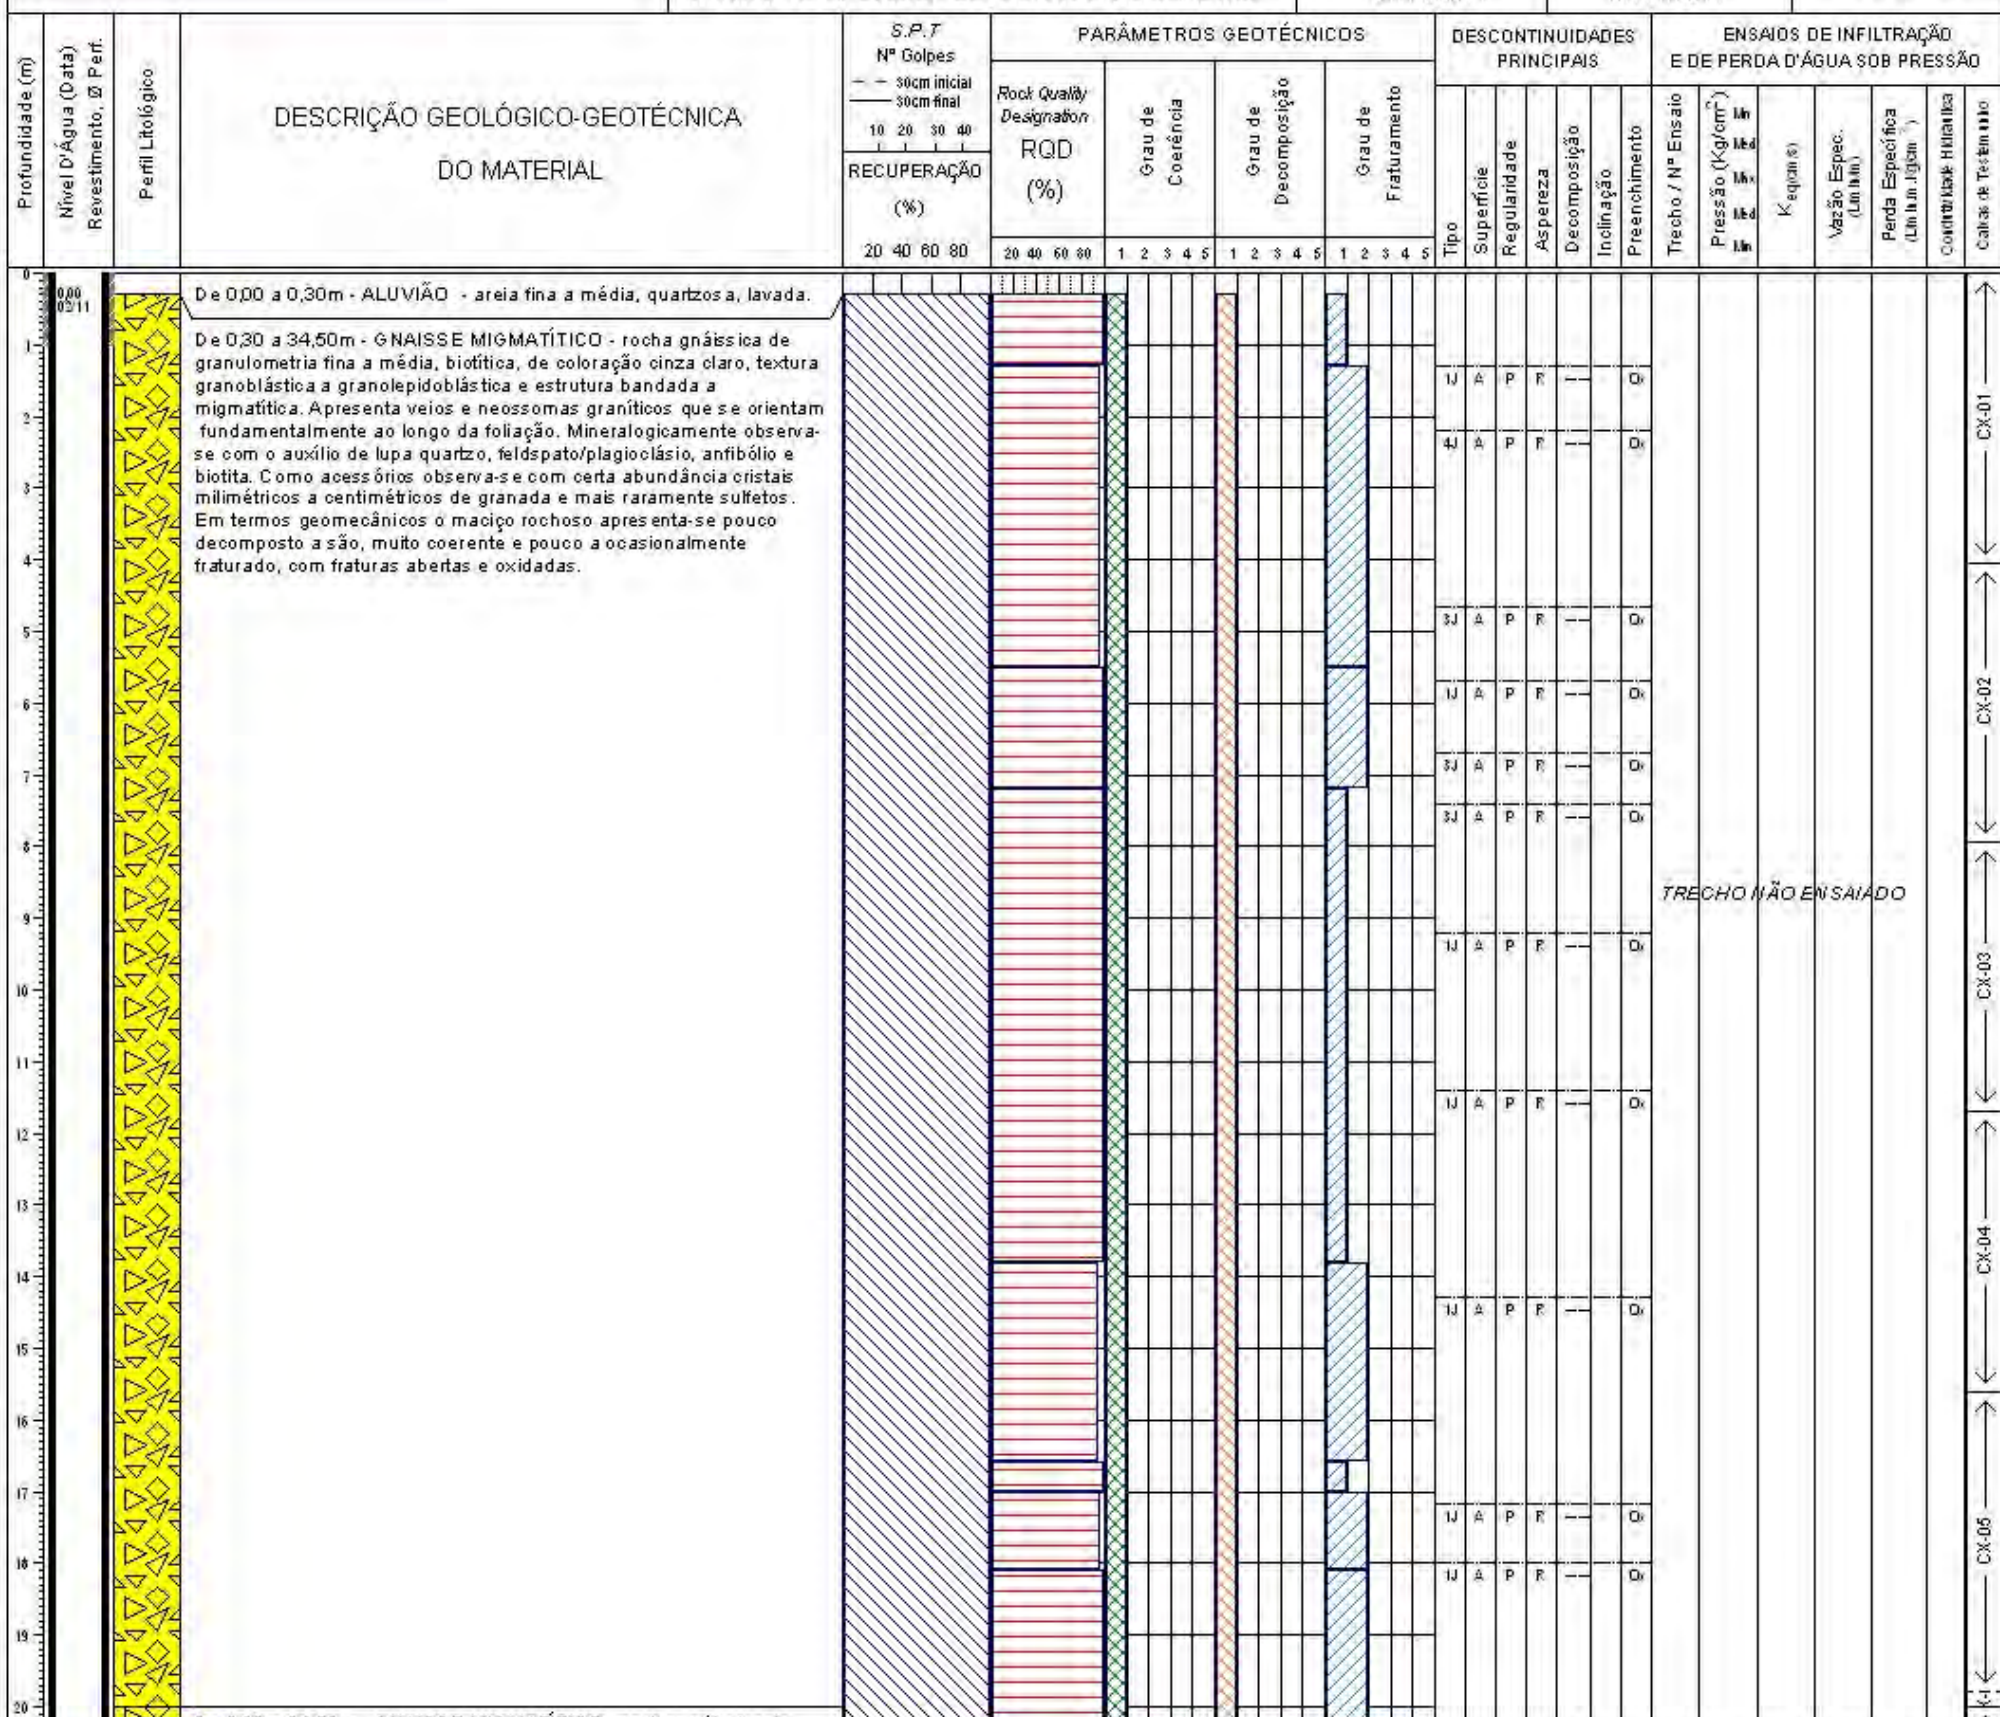 Profundidade (m)
Nível D'Água (Data)
Revestimento, Ø Perf.
Perfil Litológico
DESCRIÇÃO GEOLÓGICO-GEOTÉCNICA
DO MATERIAL
S.P.T
Nº Golpes
30cm inicial
30cm final
10 20 30 40
RECUPERAÇÃO
(%)
20 40 60 80
PARÂMETROS GEOTÉCNICOS
Rock Quality
Designation
RQD
(%)
20 40 60 80
Grau de
Coerência
1 2 3 4 5
Grau de
Decomposição
1 2 3 4 5
Grau de
Fraturamento
1 2 3 4 5
DESCONTINUIDADES
PRINCIPAIS
Tipo
Superfície
Regularidade
Aspereza
Decomposição
Inclinação
Preenchimento
ENSAIOS DE INFILTRAÇÃO
E DE PERDA D'ÁGUA SOB PRESSÃO
Trecho / Nº Ensaio
Pressão (Kg/cm²)
Min
Med
Max
Med
Min
Keq(cm/s)
Vazão Espec.
(L/m/min)
Perda Específica
Condutividade Hidráulica
Caixas de Testemunho
0,00
De 0,00 a 0,30m - ALUVIÃO - areia fina a média, quartzosa, lavada.
De 0,30 a 34,50m - GNAISSE MIGMATÍTICO - rocha gnáissica de
granulometria fina a média, biotítica, de coloração cinza claro, textura
granoblástica a granolepidoblástica e estrutura bandada a
migmatítica. Apresenta veios e neossomas graníticos que se orientam
fundamentalmente ao longo da foliação. Mineralogicamente observa-
se com o auxílio de lupa quartzo, feldspato/plagioclásio, anfibólio e
biotita. Como acessórios observa-se com certa abundância cristais
milimétricos a centimétricos de granada e mais raramente sulfetos.
Em termos geomecânicos o maciço rochoso apresenta-se pouco
decomposto a são, muito coerente e pouco a ocasionalmente
fraturado, com fraturas abertas e oxidadas.
0
1
2
3
4
5
6
7
8
9
10
11
12
13
14
15
16
17
18
19
20
1J A P R --- Ox
4J A P R --- Ox
3J A P R --- Ox
1J A P R --- Ox
3J A P R --- Ox
3J A P R --- Ox
1J A P R --- Ox
1J A P R --- Ox
1J A P R --- Ox
1J A P R --- Ox
1J A P R --- Ox
TRECHO NÃO ENSAIADO
CX-01
CX-02
CX-03
CX-04
CX-05